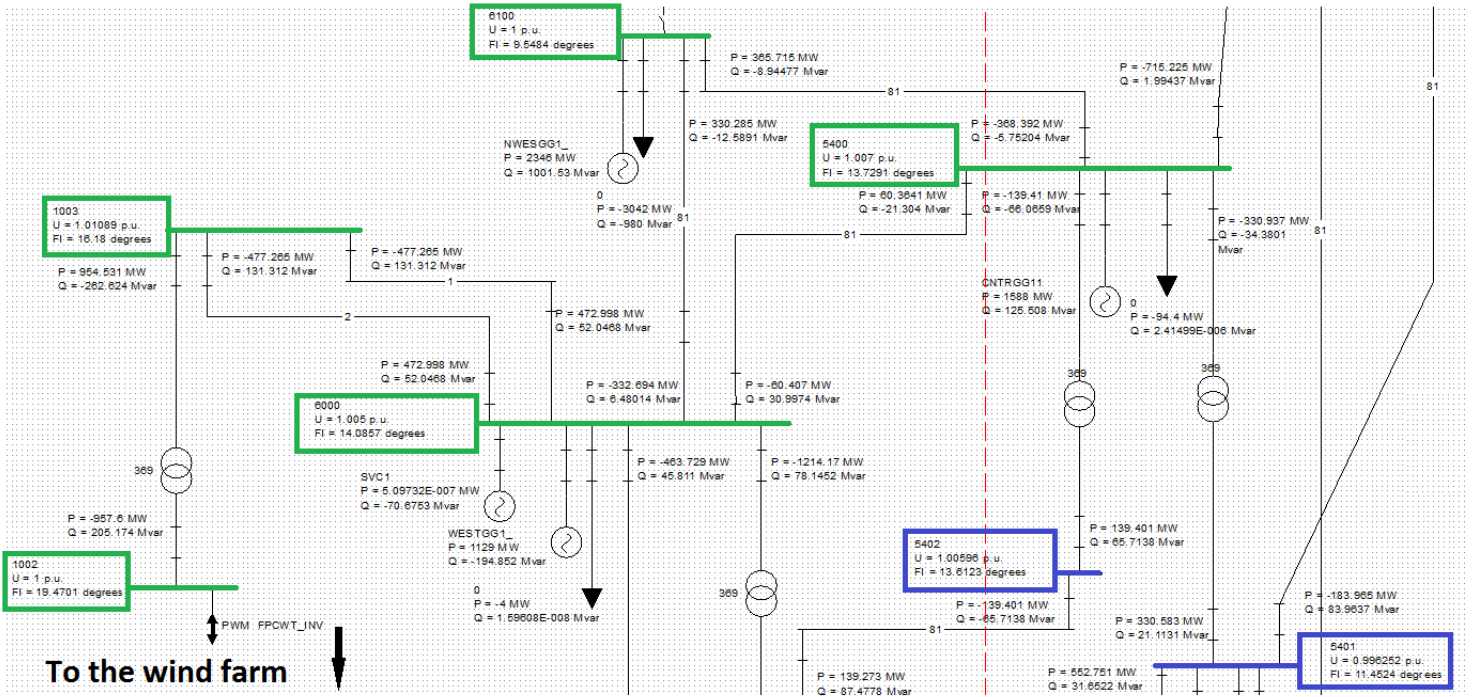 6100
U = 1 p.u.
FI = 9.5484 degrees
P = 365.715 MW
Q = -8.94477 Mvar
P = -715.225 MW
Q = 1.99437 Mvar
81
81
P = 330.285 MW
Q = -12.5891 Mvar
P = -368.392 MW
Q = -5.75204 Mvar
NWESGG1_
P = 2346 MW
Q = 1001.53 Mvar
5400
U = 1.007 p.u.
FI = 13.7291 degrees
0
P = -3042 MW
Q = -980 Mvar
81
P = 60.3641 MW
Q = -21.304 Mvar
P = -139.41 MW
Q = -66.0659 Mvar
P = -330.937 MW
Q = -34.3801
Mvar
81
81
1003
U = 1.01089 p.u.
FI = 16.18 degrees
P = 954.531 MW
Q = -262.624 Mvar
P = -477.265 MW
Q = 131.312 Mvar
P = -477.265 MW
Q = 131.312 Mvar
1
2
P = 472.998 MW
Q = 52.0468 Mvar
CNTRGG11
P = 1588 MW
Q = 125.508 Mvar
0
P = -94.4 MW
Q = 2.41499E-006 Mvar
P = 472.998 MW
Q = 52.0468 Mvar
P = -332.694 MW
Q = 6.48014 Mvar
P = -60.407 MW
Q = 30.9974 Mvar
369
369
6000
U = 1.005 p.u.
FI = 14.0857 degrees
369
SVC1
P = 5.09732E-007 MW
Q = -70.6753 Mvar
P = -463.729 MW
Q = 45.811 Mvar
P = -1214.17 MW
Q = 78.1452 Mvar
P = -957.6 MW
Q = 205.174 Mvar
WESTGG1_
P = 1129 MW
Q = -194.852 Mvar
P = 139.401 MW
Q = 65.7138 Mvar
1002
U = 1 p.u.
FI = 19.4701 degrees
5402
U = 1.00596 p.u.
FI = 13.6123 degrees
0
P = -4 MW
Q = 1.59608E-008 Mvar
369
P = -139.401 MW
Q = -65.7138 Mvar
P = -183.965 MW
Q = 83.9637 Mvar
PWM FPCWT_INV
81
P = 330.583 MW
Q = 21.1131 Mvar
5401
U = 0.996252 p.u.
FI = 11.4524 degrees
To the wind farm
P = 139.273 MW
Q = 87.4778 Mvar
P = 552.751 MW
Q = 31.6522 Mvar